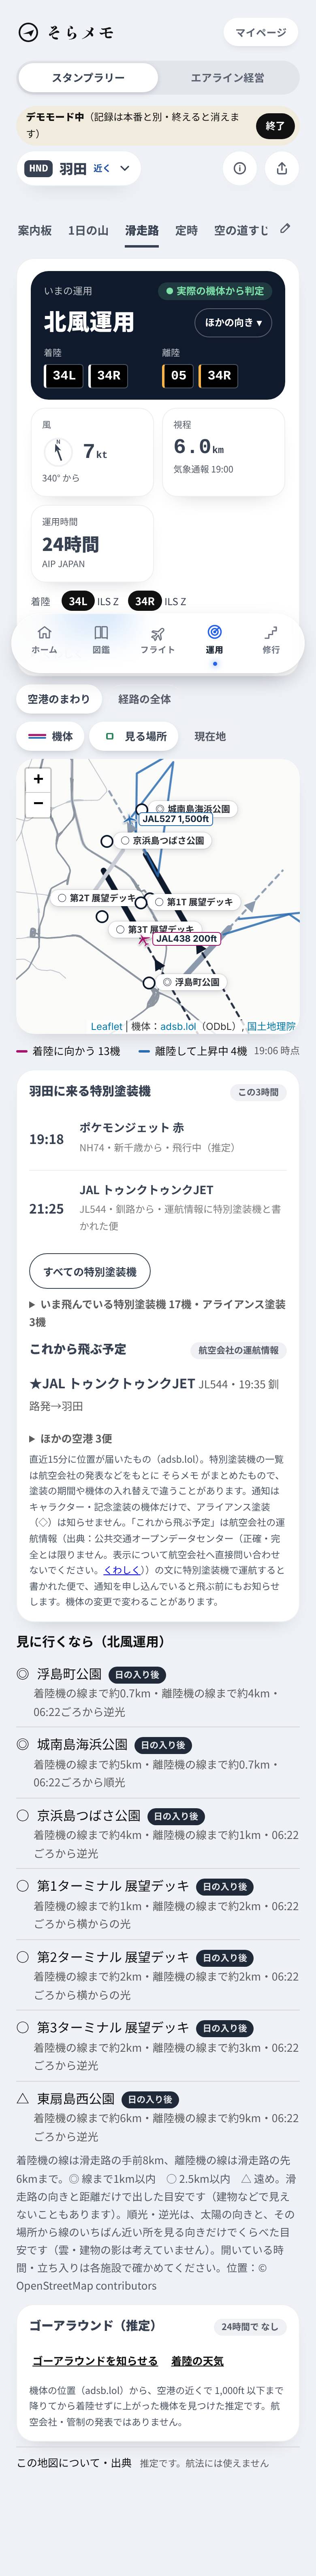 そらメモ
マイページ
スタンプラリー
エアライン経営
デモモード中（記録は本番と別・終えると消えま
す）
終了
HND 羽田 近く
案内板 1日の山 滑走路 定時 空の道すじ
いまの運用
実際の機体から判定
北風運用
ほかの向き ▾
着陸
離陸
34L 34R
05 34R
風
N
7kt
340° から
視程
6.0km
気象通報 19:00
運用時間
24時間
AIP JAPAN
着陸 34L ILS Z 34R ILS Z
ホーム
図鑑
フライト
運用
修行
空港のまわり
経路の全体
機体
見る場所
現在地
+
−
◎ 城南島海浜公園
JAL527 1,500ft
〇 京浜島つばさ公園
〇 第2T 展望デッキ
〇 第1T 展望デッキ
〇 第3T 展望デッキ
JAL438 200ft
◎ 浮島町公園
Leaflet | 機体：adsb.lol（ODbL）, 国土地理院
着陸に向かう 13機
離陸して上昇中 4機
19:06 時点
羽田に来る特別塗装機
この3時間
19:18
ポケモンジェット 赤
NH74・新千歳から・飛行中（推定）
21:25
JAL トゥンクトゥンクJET
JL544・釧路から・運航情報に特別塗装機と書
かれた便
すべての特別塗装機
▶ いま飛んでいる特別塗装機 17機・アライアンス塗装
3機
これから飛ぶ予定
航空会社の運航情報
★JAL トゥンクトゥンクJET JL544・19:35 釧
路発→羽田
▶ ほかの空港 3便
直近15分に位置が届いたもの（adsb.lol）。特別塗装機の一覧
は航空会社の発表などをもとに そらメモ がまとめたもので、
塗装の期間や機体の入れ替えで違うことがあります。通知は
キャラクター・記念塗装の機体だけで、アライアンス塗装
（◇）は知らせません。「これから飛ぶ予定」は航空会社の運
航情報（出典：公共交通オープンデータセンター（正確・完
全とは限りません。表示について航空会社へ直接問い合わせ
ないでください。くわしく））の文に特別塗装機で運航すると
書かれた便で、通知を申し込んでいると飛ぶ前にもお知らせ
します。機体の変更で変わることがあります。
見に行くなら（北風運用）
◎ 浮島町公園 日の入り後
着陸機の線まで約0.7km・離陸機の線まで約4km・
06:22ごろから逆光
◎ 城南島海浜公園 日の入り後
着陸機の線まで約5km・離陸機の線まで約0.7km・
06:22ごろから順光
〇 京浜島つばさ公園 日の入り後
着陸機の線まで約4km・離陸機の線まで約1km・06:22
ごろから逆光
〇 第1ターミナル 展望デッキ 日の入り後
着陸機の線まで約1km・離陸機の線まで約2km・06:22
ごろから横からの光
〇 第2ターミナル 展望デッキ 日の入り後
着陸機の線まで約2km・離陸機の線まで約2km・06:22
ごろから横からの光
〇 第3ターミナル 展望デッキ 日の入り後
着陸機の線まで約2km・離陸機の線まで約3km・06:22
ごろから逆光
△ 東扇島西公園 日の入り後
着陸機の線まで約6km・離陸機の線まで約9km・06:22
ごろから逆光
着陸機の線は滑走路の手前8km、離陸機の線は滑走路の先
6kmまで。◎ 線まで1km以内 〇 2.5km以内 △ 遠め。滑
走路の向きと距離だけで出した目安です（建物などで見え
ないこともあります）。順光・逆光は、太陽の向きと、その
場所から線のいちばん近い所を見る向きだけでくらべた目
安です（雲・建物の影は考えていません）。開いている時
間・立ち入りは各施設で確かめてください。位置：©
OpenStreetMap contributors
ゴーアラウンド（推定）
24時間で なし
ゴーアラウンドを知らせる 着陸の天気
機体の位置（adsb.lol）から、空港の近くで 1,000ft 以下まで
降りてから着陸せずに上がった機体を見つけた推定です。航
空会社・管制の発表ではありません。
この地図について・出典 推定です。航法には使えません